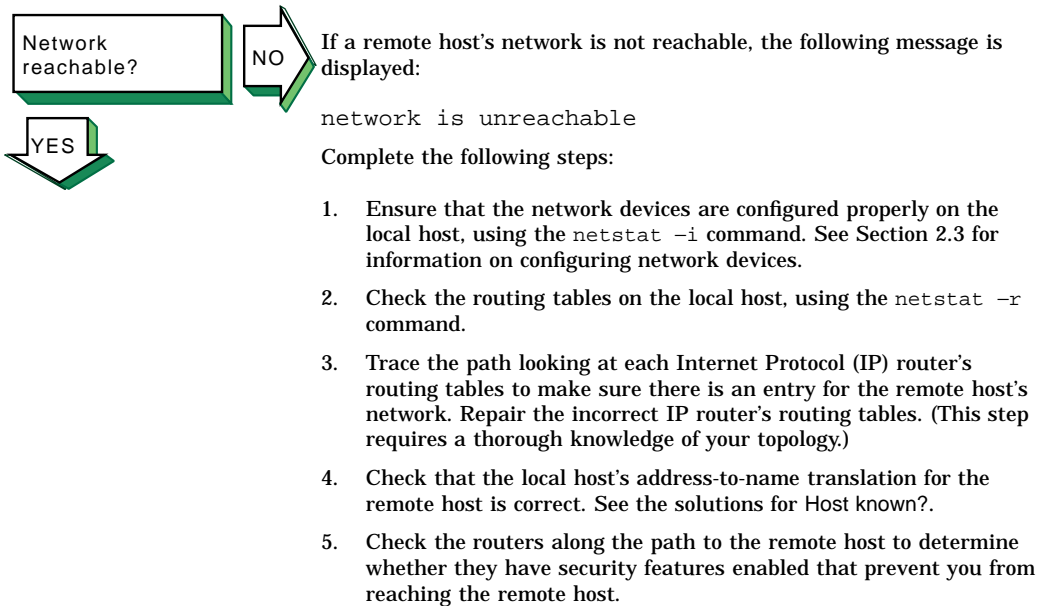 Network
reachable?
NO
YES
If a remote host's network is not reachable, the following message is
displayed:
network is unreachable
Complete the following steps:
1. Ensure that the network devices are configured properly on the
local host, using the netstat −i command. See Section 2.3 for
information on configuring network devices.
2. Check the routing tables on the local host, using the netstat −r
command.
3. Trace the path looking at each Internet Protocol (IP) router's
routing tables to make sure there is an entry for the remote host's
network. Repair the incorrect IP router's routing tables. (This step
requires a thorough knowledge of your topology.)
4. Check that the local host's address-to-name translation for the
remote host is correct. See the solutions for Host known?.
5. Check the routers along the path to the remote host to determine
whether they have security features enabled that prevent you from
reaching the remote host.